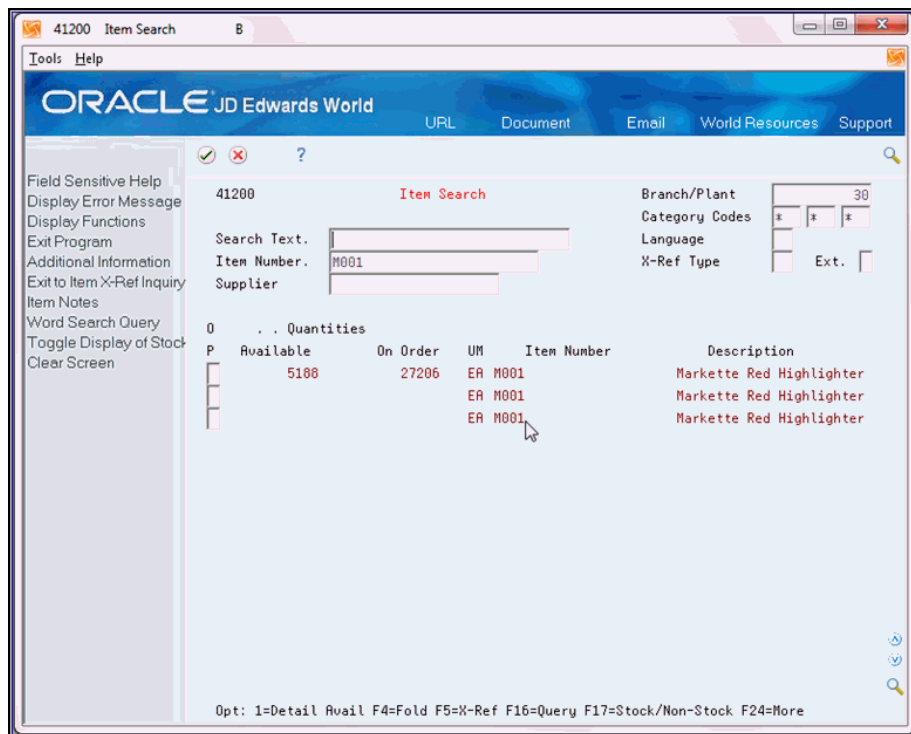 41200 Item Search B
Tools Help
ORACLE JD Edwards World
URL Document Email World Resources Support
?
Field Sensitive Help
Display Error Message
Display Functions
Exit Program
Additional Information
Exit to Item X-Ref Inquiry
Item Notes
Word Search Query
Toggle Display of Stock
Clear Screen
41200 Item Search Branch/Plant 30
Category Codes * * *
Search Text. Language
Item Number. M001 X-Ref Type Ext.
Supplier
O . . Quantities
P Available On Order UM Item Number Description
5188 27206 EA M001 Markette Red Highlighter
EA M001 Markette Red Highlighter
EA M001 Markette Red Highlighter
Opt: 1=Detail Avail F4=Fold F5=X-Ref F16=Query F17=Stock/Non-Stock F24=More